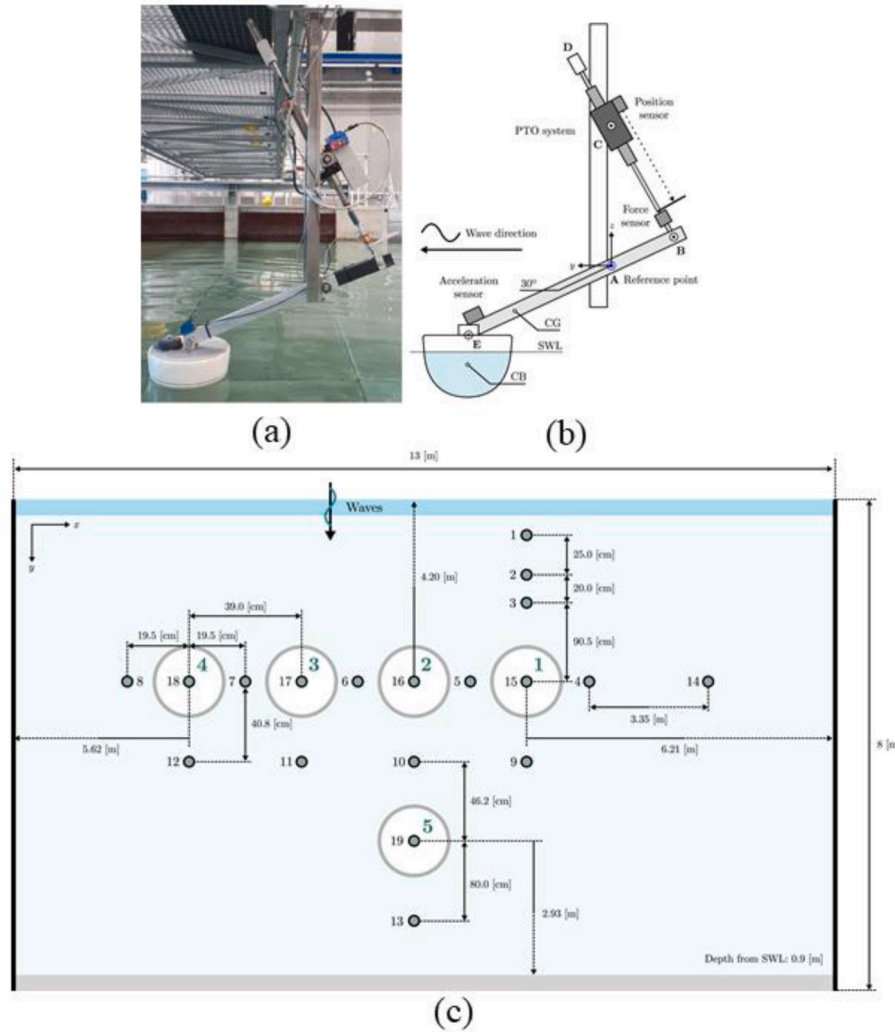 D
Position
sensor
PTO system
C
Force
sensor
z
Wave direction
B
y
A Reference point
30°
Acceleration
sensor
CG
E
SWL
CB
(a)
(b)
13 [m]
Waves
x
y
1
25.0 [cm]
2
20.0 [cm]
3
4.20 [m]
39.0 [cm]
90.5 [cm]
19.5 [cm]
19.5 [cm]
4
3
2
1
8
18
7
17
6
16
5
15
4
14
40.8 [cm]
3.35 [m]
5.62 [m]
6.21 [m]
8 [m
12
11
10
9
46.2 [cm]
5
19
80.0 [cm]
2.93 [m]
13
Depth from SWL: 0.9 [m]
(c)